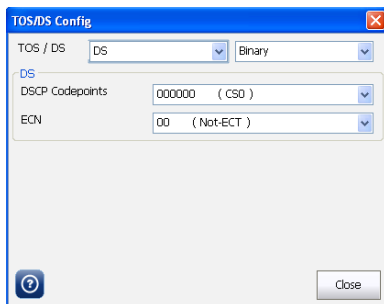 TOS/DS Config
TOS / DS DS Binary
DS
DSCP Codepoints 000000 ( CS0 )
ECN 00 ( Not-ECT )
Close